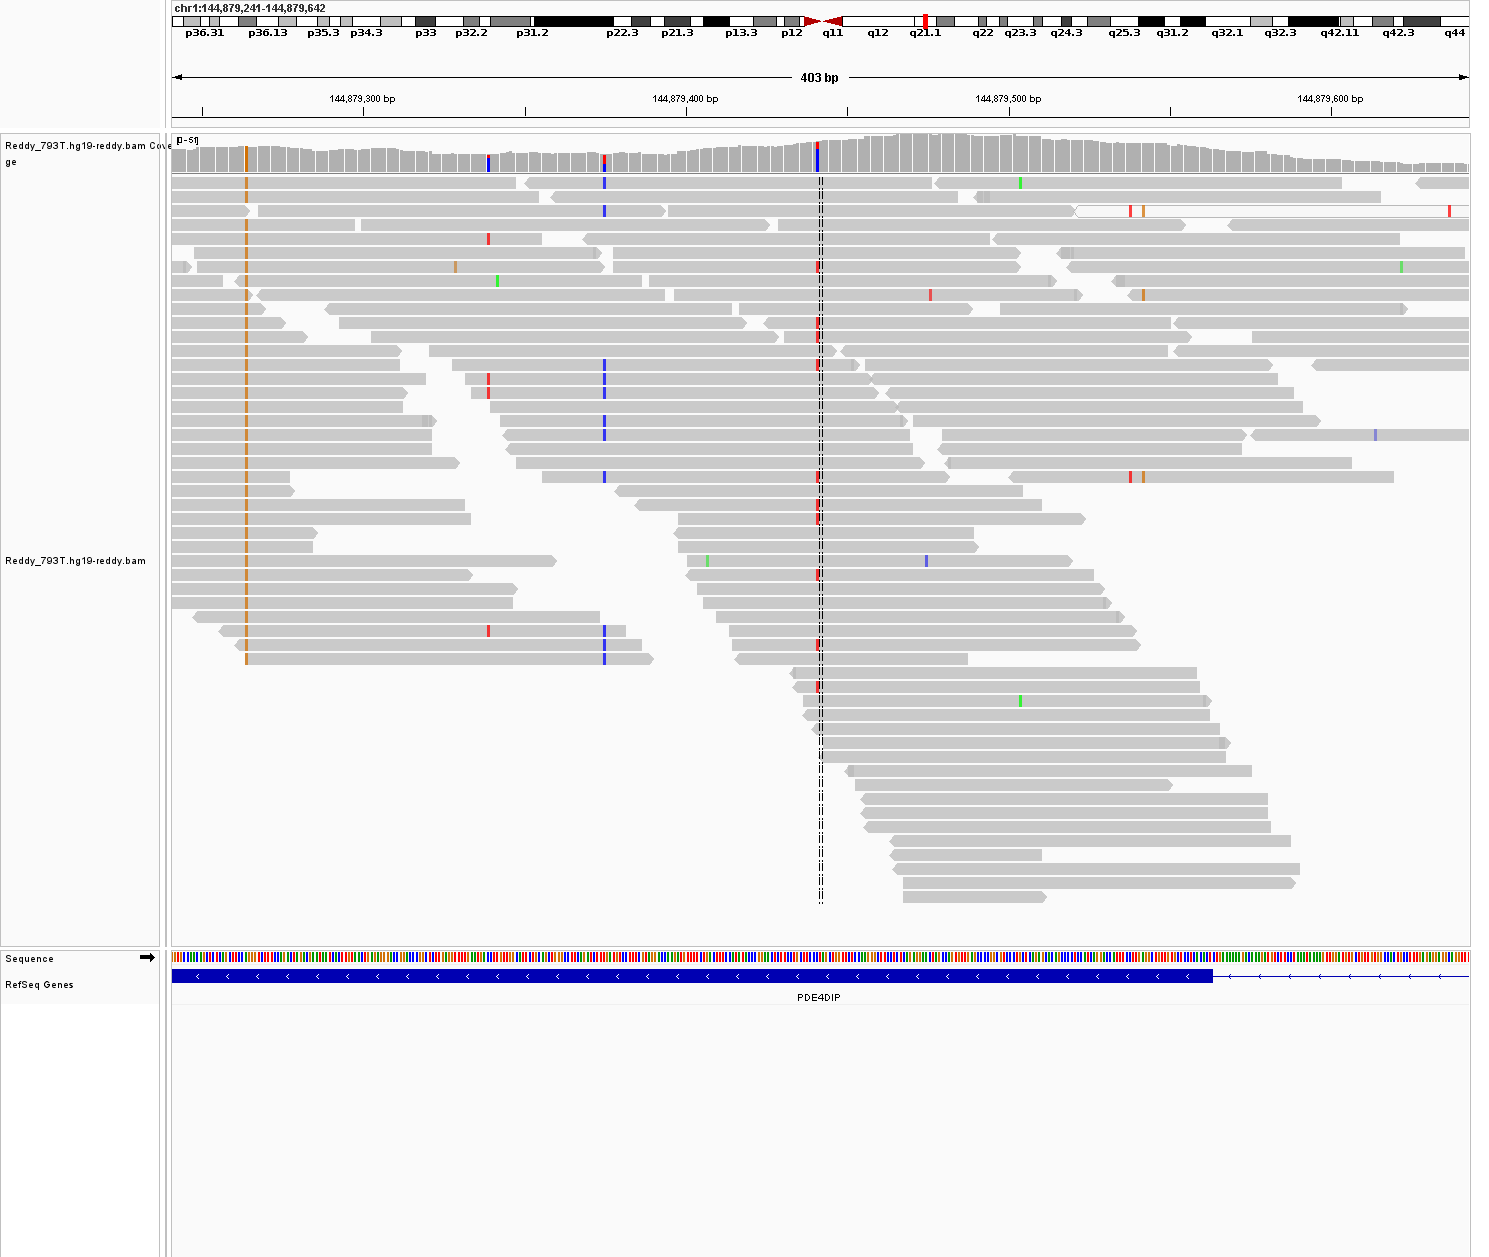 chr1:144,879,241-144,879,642
p36.31 p36.13 p35.3 p34.3 p33 p32.2 p31.2 p22.3 p21.3 p13.3 p12 q11 q12 q21.1 q22 q23.3 q24.3 q25.3 q31.2 q32.1 q32.3 q42.11 q42.3 q44
403 bp
144,879,300 bp 144,879,400 bp 144,879,500 bp 144,879,600 bp
Reddy_793T.hg19-reddy.bam Cove
ge
[0-51]
Reddy_793T.hg19-reddy.bam
Sequence
RefSeq Genes
PDE4DIP